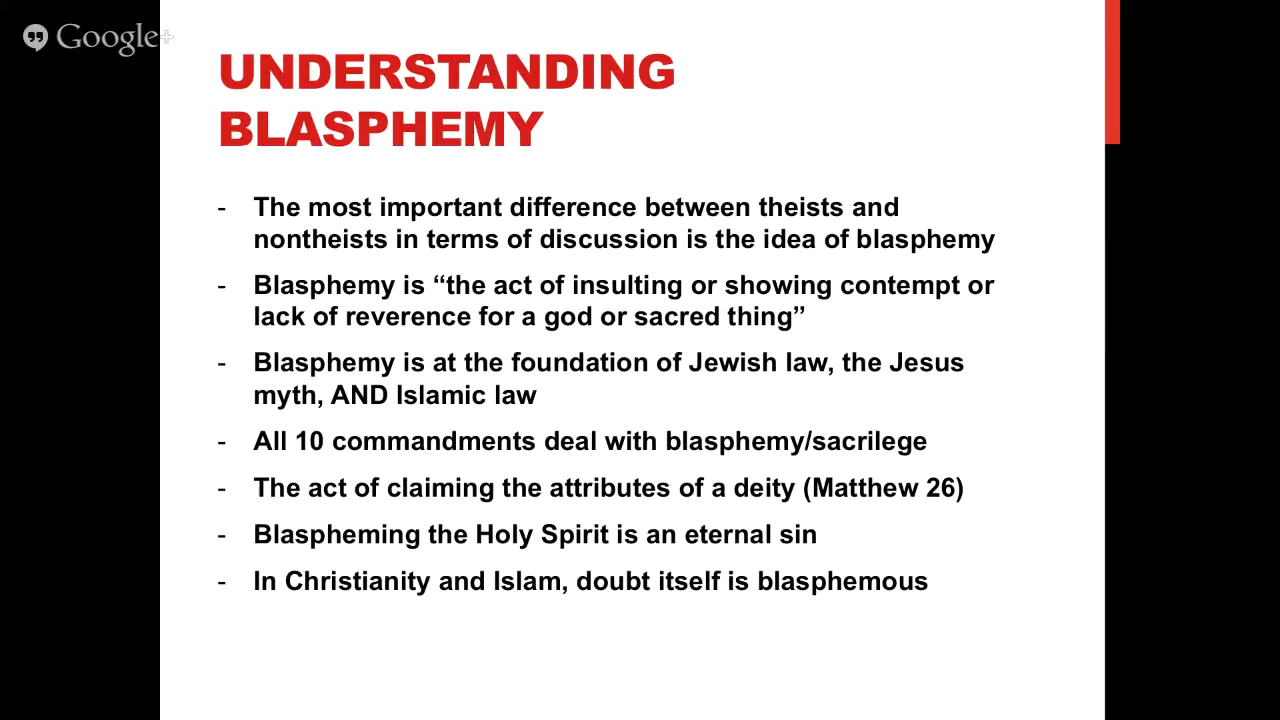 Google+
UNDERSTANDING
BLASPHEMY
- The most important difference between theists and
nontheists in terms of discussion is the idea of blasphemy
- Blasphemy is “the act of insulting or showing contempt or
lack of reverence for a god or sacred thing”
- Blasphemy is at the foundation of Jewish law, the Jesus
myth, AND Islamic law
- All 10 commandments deal with blasphemy/sacrilege
- The act of claiming the attributes of a deity (Matthew 26)
- Blaspheming the Holy Spirit is an eternal sin
- In Christianity and Islam, doubt itself is blasphemous